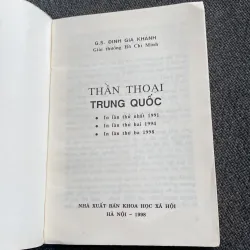 G.S. ĐINH GIA KHÁNH
Giải thưởng Hồ Chí Minh
THẦN THOẠI
TRUNG QUỐC
• In lần thứ nhất 1991
• In lần thứ hai 1994
• In lần thứ ba 1998
NHÀ XUẤT BẢN KHOA HỌC XÃ HỘI
HÀ NỘI - 1998